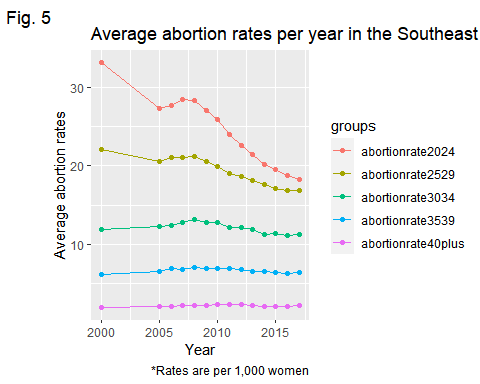 Fig. 5
Average abortion rates per year in the Southeast
Average abortion rates
30
20
10
2000 2005 2010 2015
Year
*Rates are per 1,000 women
groups
abortionrate2024
abortionrate2529
abortionrate3034
abortionrate3539
abortionrate40plus